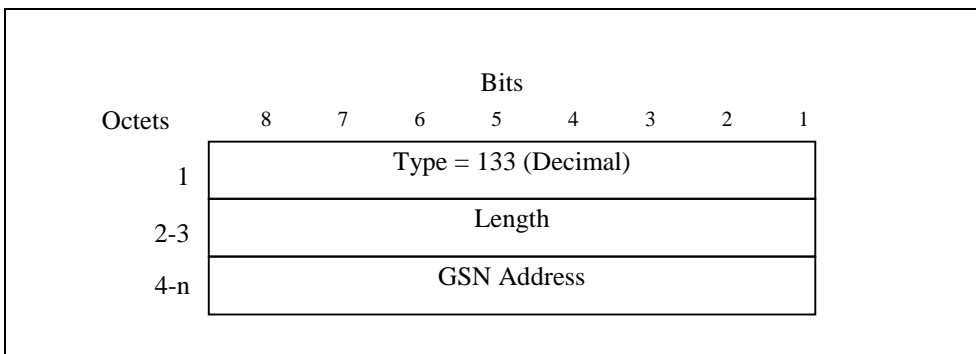 Bits
Octets 8 7 6 5 4 3 2 1
1 Type = 133 (Decimal)
2-3 Length
4-n GSN Address